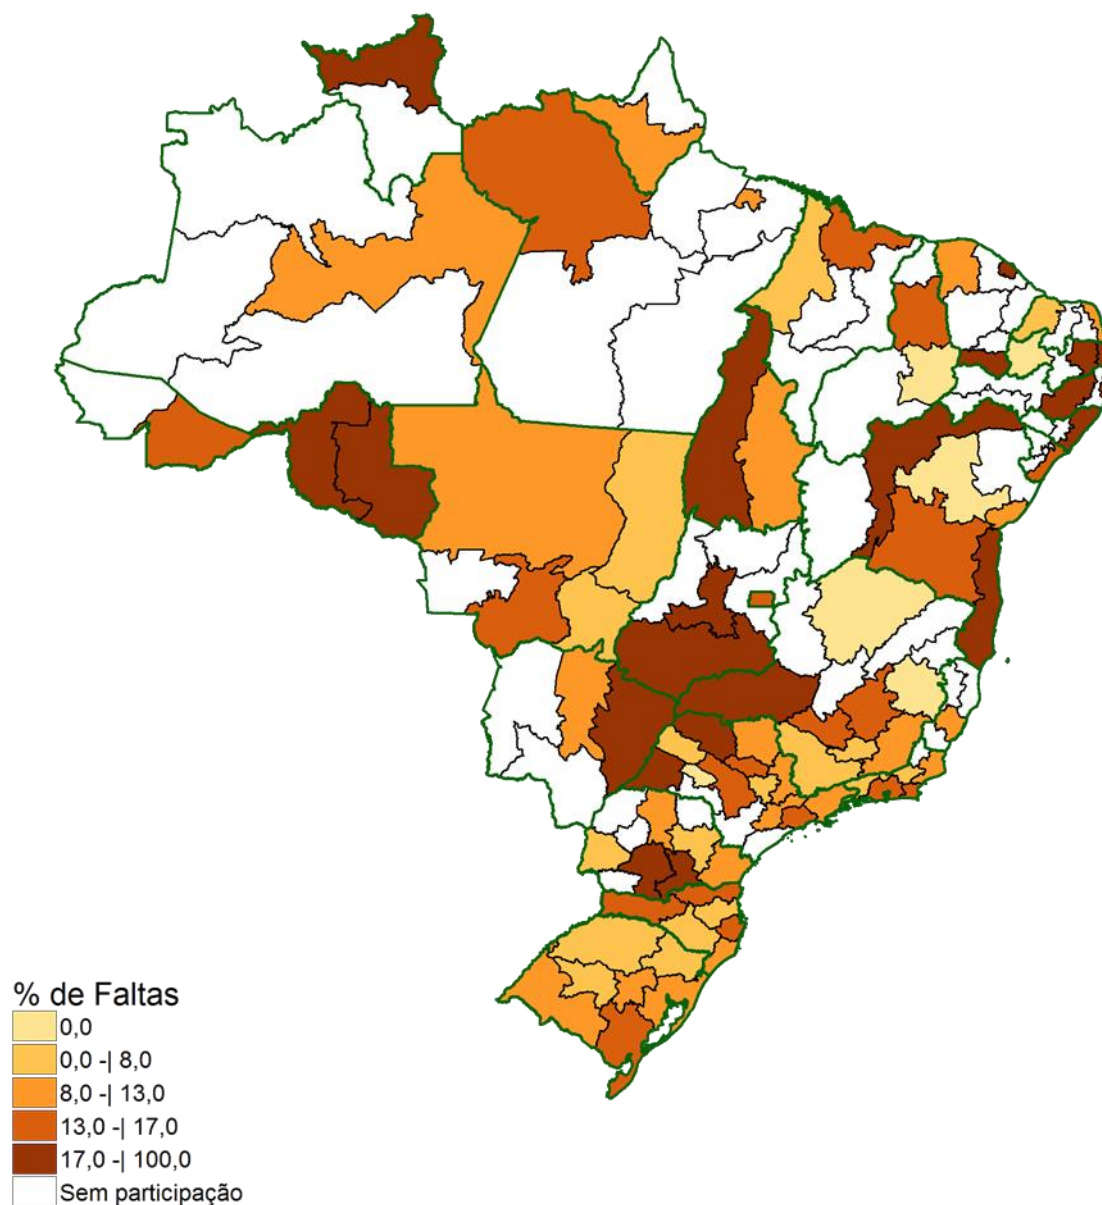 % de Faltas
0,0
0,0 -| 8,0
8,0 -| 13,0
13,0 -| 17,0
17,0 -| 100,0
Sem participação